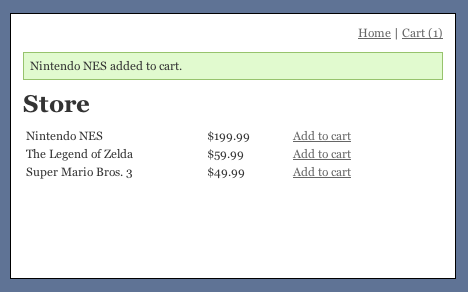 Home | Cart (1)
Nintendo NES added to cart.
Store
Nintendo NES $199.99 Add to cart
The Legend of Zelda $59.99 Add to cart
Super Mario Bros. 3 $49.99 Add to cart